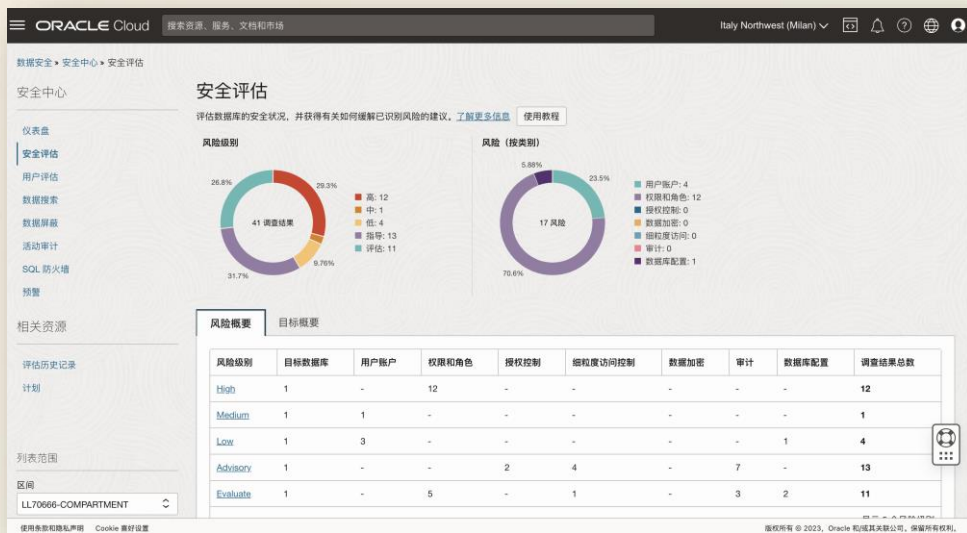 ORACLE Cloud
搜索资源、服务、文档和市场
Italy Northwest (Milan)
数据安全 » 安全中心 » 安全评估
安全中心
仪表盘
安全评估
用户评估
数据搜索
数据屏蔽
活动审计
SQL 防火墙
预警
相关资源
评估历史记录
计划
列表范围
区间
LL70666-COMPARTMENT
安全评估
评估数据库的安全状况，并获得有关如何缓解已识别风险的建议。了解更多信息 使用教程
风险级别
26.8%
29.3%
9.76%
31.7%
41 调查结果
高: 12
中: 1
低: 4
指导: 13
评估: 11
风险（按类别）
5.88%
23.5%
70.6%
17 风险
用户账户: 4
权限和角色: 12
授权控制: 0
数据加密: 0
细粒度访问: 0
审计: 0
数据库配置: 1
风险概要 目标概要
风险级别 目标数据库 用户账户 权限和角色 授权控制 细粒度访问控制 数据加密 审计 数据库配置 调查结果总数
High 1 - 12 - - - - - 12
Medium 1 1 - - - - - - 1
Low 1 3 - - - - - 1 4
Advisory 1 - - 2 4 - 7 - 13
Evaluate 1 - 5 - 1 - 3 2 11
使用条款和隐私声明 Cookie 喜好设置
版权所有 © 2023，Oracle 和/或其关联公司。保留所有权利。